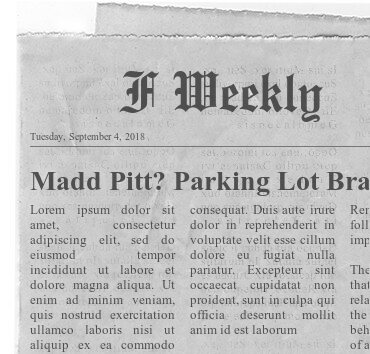 F Weekly
Tuesday, September 4, 2018
Madd Pitt? Parking Lot Bra
Lorem ipsum dolor sit
amet, consectetur
adipiscing elit, sed do
eiusmod tempor
incididunt ut labore et
dolore magna aliqua. Ut
enim ad minim veniam,
quis nostrud exercitation
ullamco laboris nisi ut
aliquip ex ea commodo
consequat. Duis aute irure
dolor in reprehenderit in
voluptate velit esse cillum
dolore eu fugiat nulla
pariatur. Excepteur sint
occaecat cupidatat non
proident, sunt in culpa qui
officia deserunt mollit
anim id est laborum
foll
imp
The
that
rela
the
beh
of a